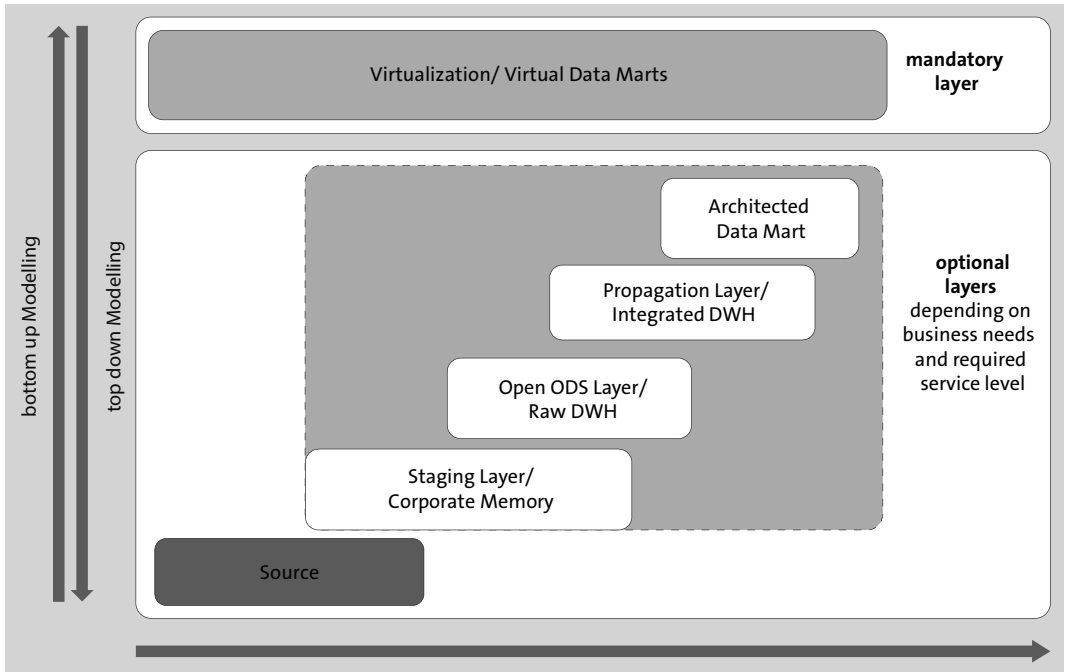 Virtualization/ Virtual Data Marts
mandatory
layer
Architected
Data Mart
Propagation Layer/
Integrated DWH
Open ODS Layer/
Raw DWH
Staging Layer/
Corporate Memory
Source
optional
layers
depending on
business needs
and required
service level
bottom up Modelling
top down Modelling